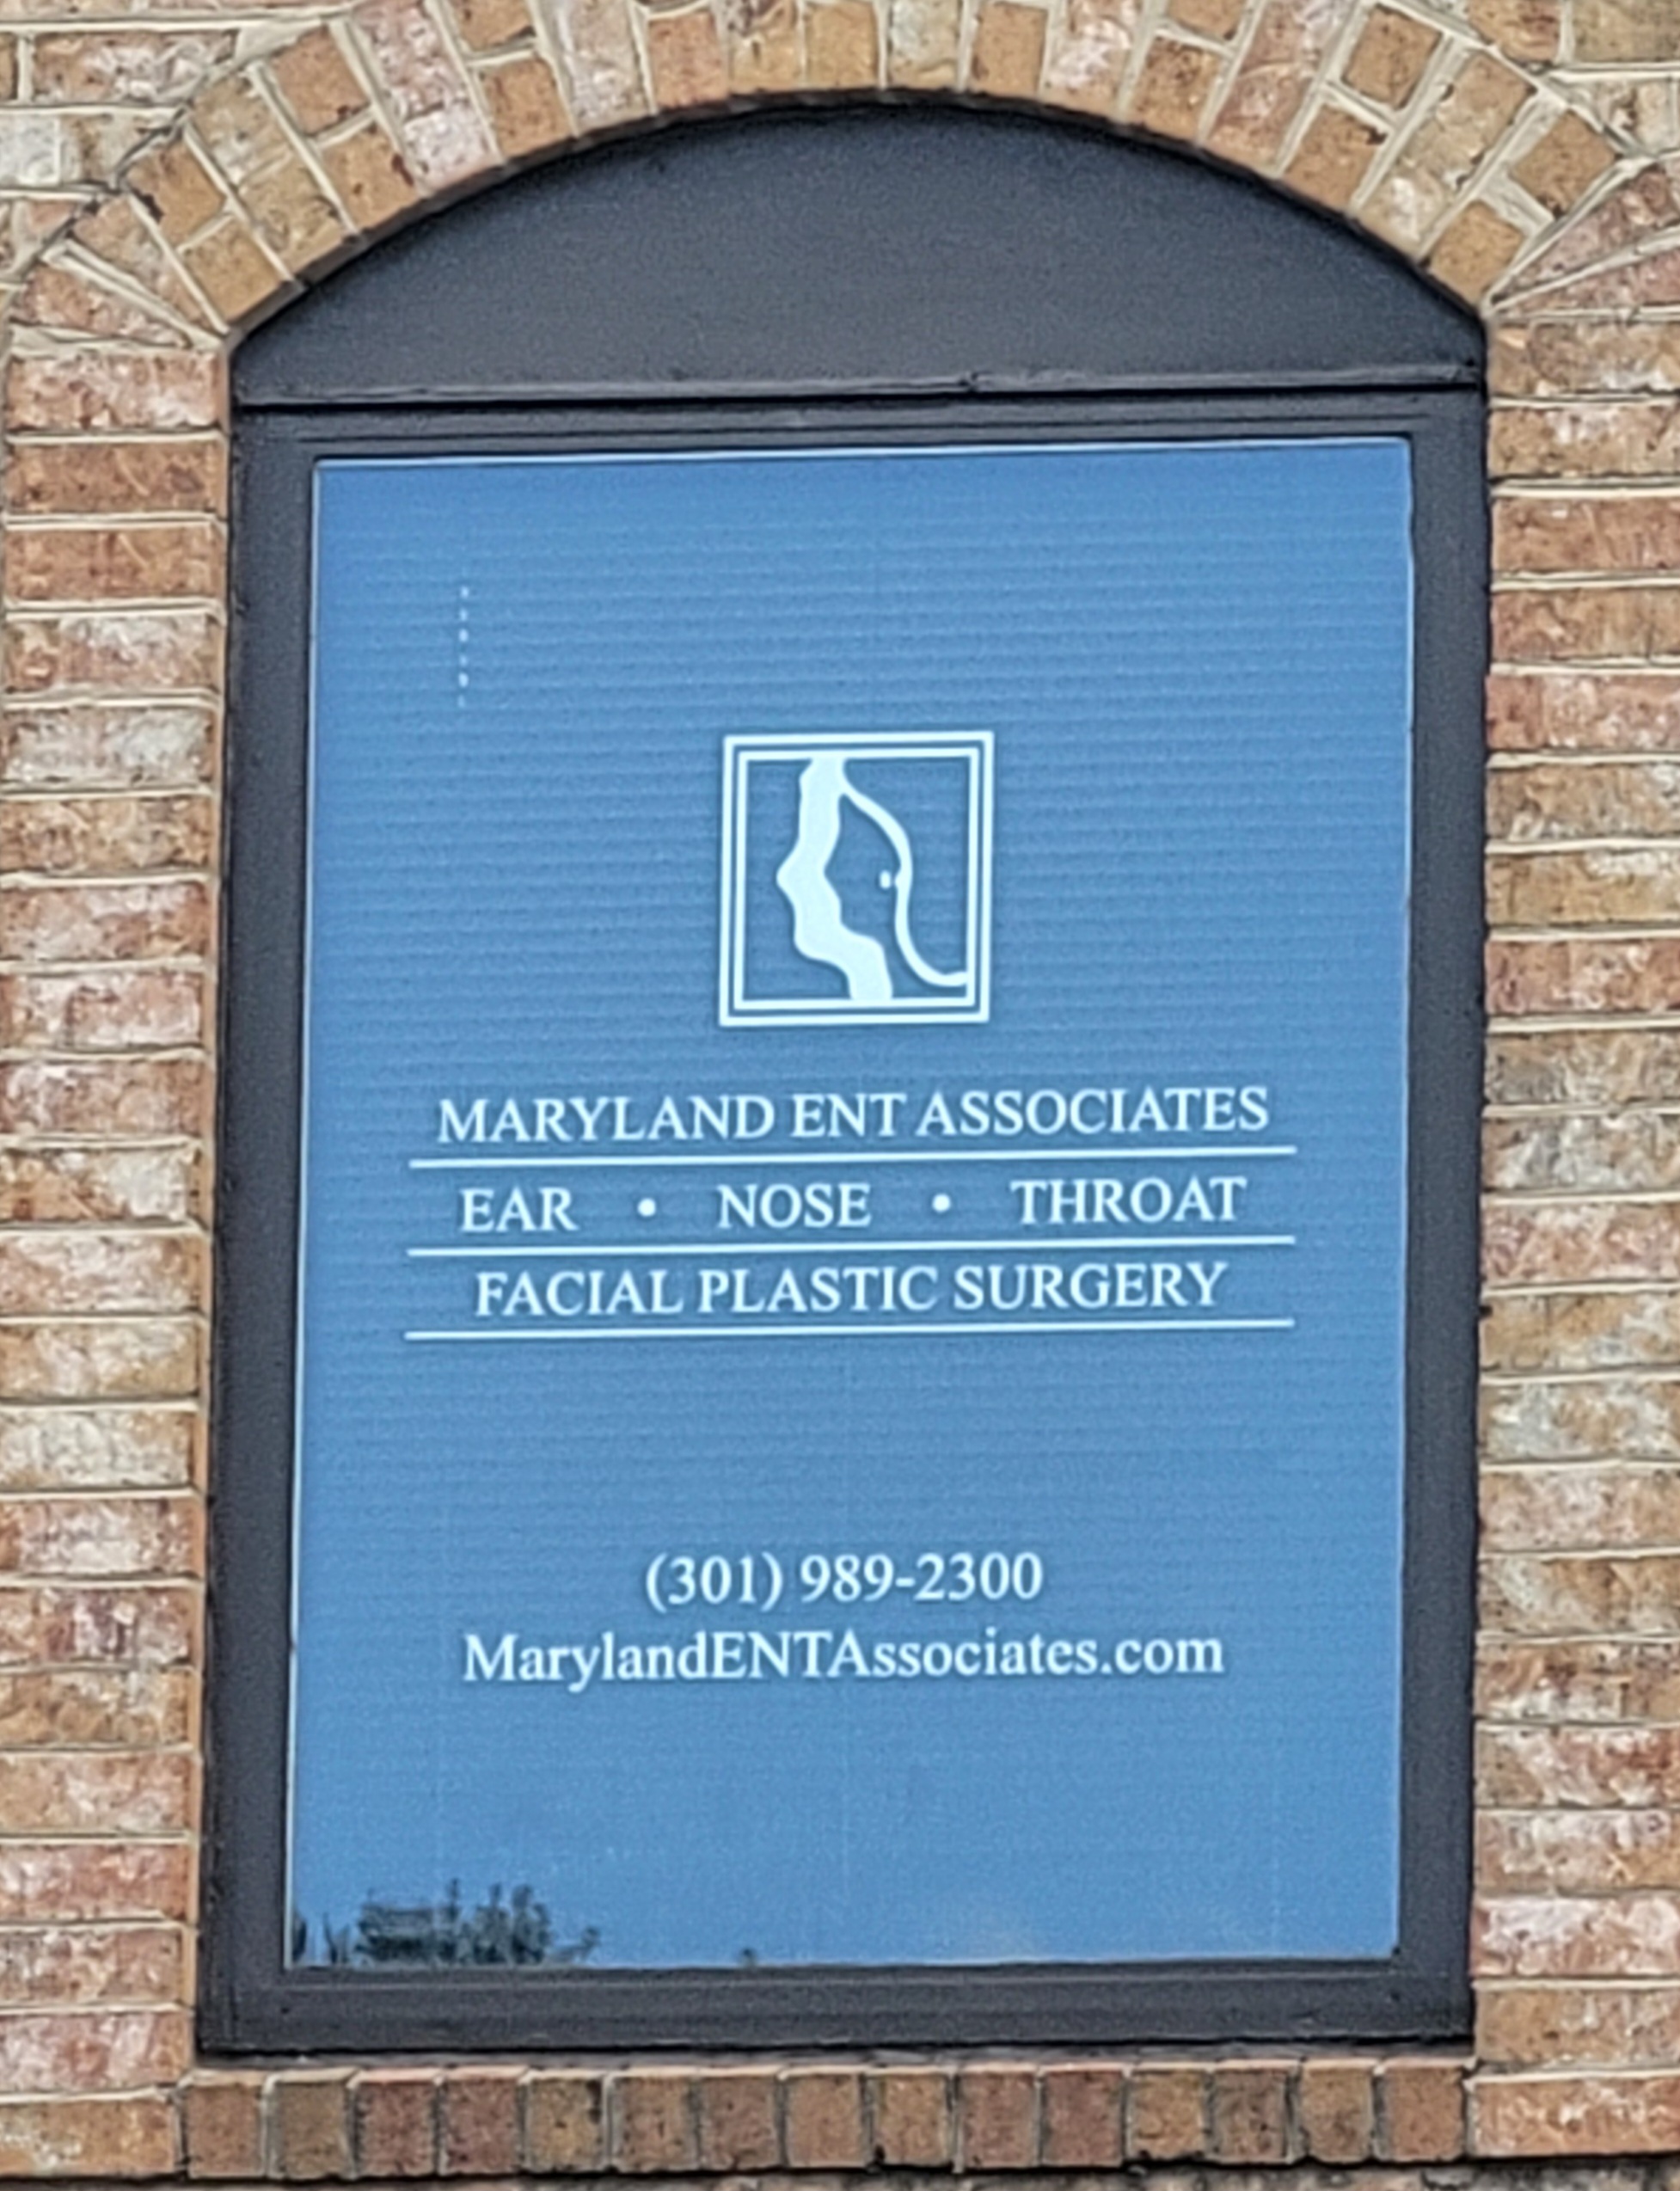 MARYLAND ENT ASSOCIATES
EAR • NOSE • THROAT
FACIAL PLASTIC SURGERY
(301) 989-2300
MarylandENTAssociates.com